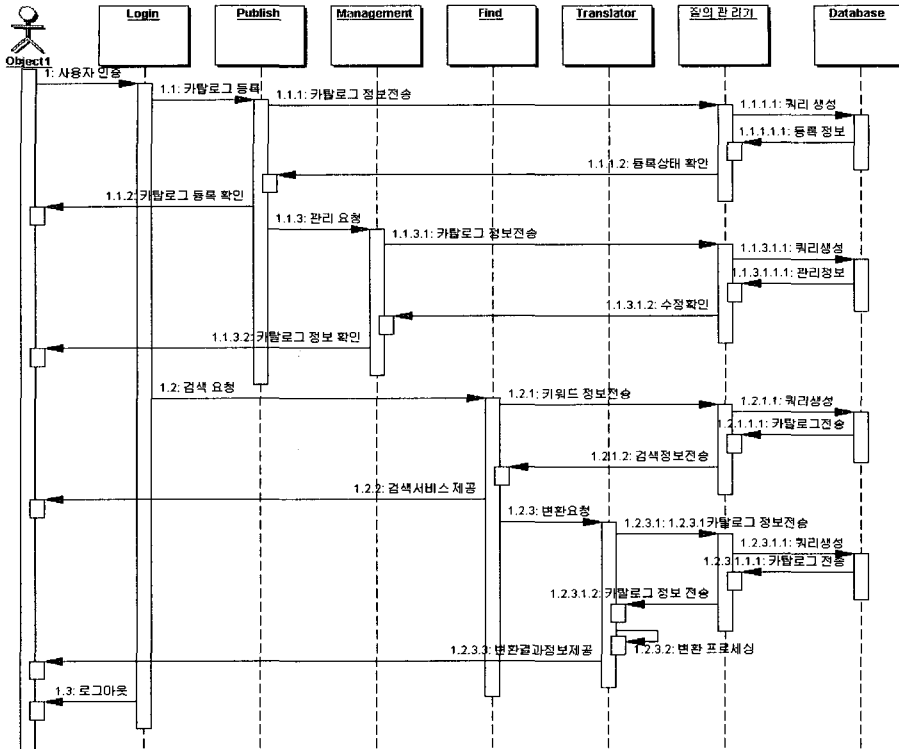 Login Publish Management Find Translator 질의 관리기 Database
Object1
1: 사용자 인증
1.1: 카탈로그 등록
1.1.1: 카탈로그 정보전송
1.1.1.1: 쿼리 생성
1.1.1.1.1: 등록 정보
1.1.1.2: 등록상태 확인
1.1.2: 카탈로그 등록 확인
1.1.3: 관리 요청
1.1.3.1: 카탈로그 정보전송
1.1.3.1.1: 쿼리생성
1.1.3.1.1.1: 관리정보
1.1.3.1.2: 수정확인
1.1.3.2: 카탈로그 정보 확인
1.2: 검색 요청
1.2.1: 키워드 정보전송
1.2.1.1: 쿼리생성
1.2.1.1.1: 카탈로그전송
1.2.1.2: 검색정보전송
1.2.2: 검색서비스 제공
1.2.3: 변환요청
1.2.3.1: 1.2.3.1카탈로그 정보전송
1.2.3.1.1: 쿼리생성
1.2.3.1.1.1: 카탈로그 전송
1.2.3.1.2: 카탈로그 정보 전송
1.2.3.2: 변환 프로세싱
1.2.3.3: 변환결과정보제공
1.3: 로그아웃